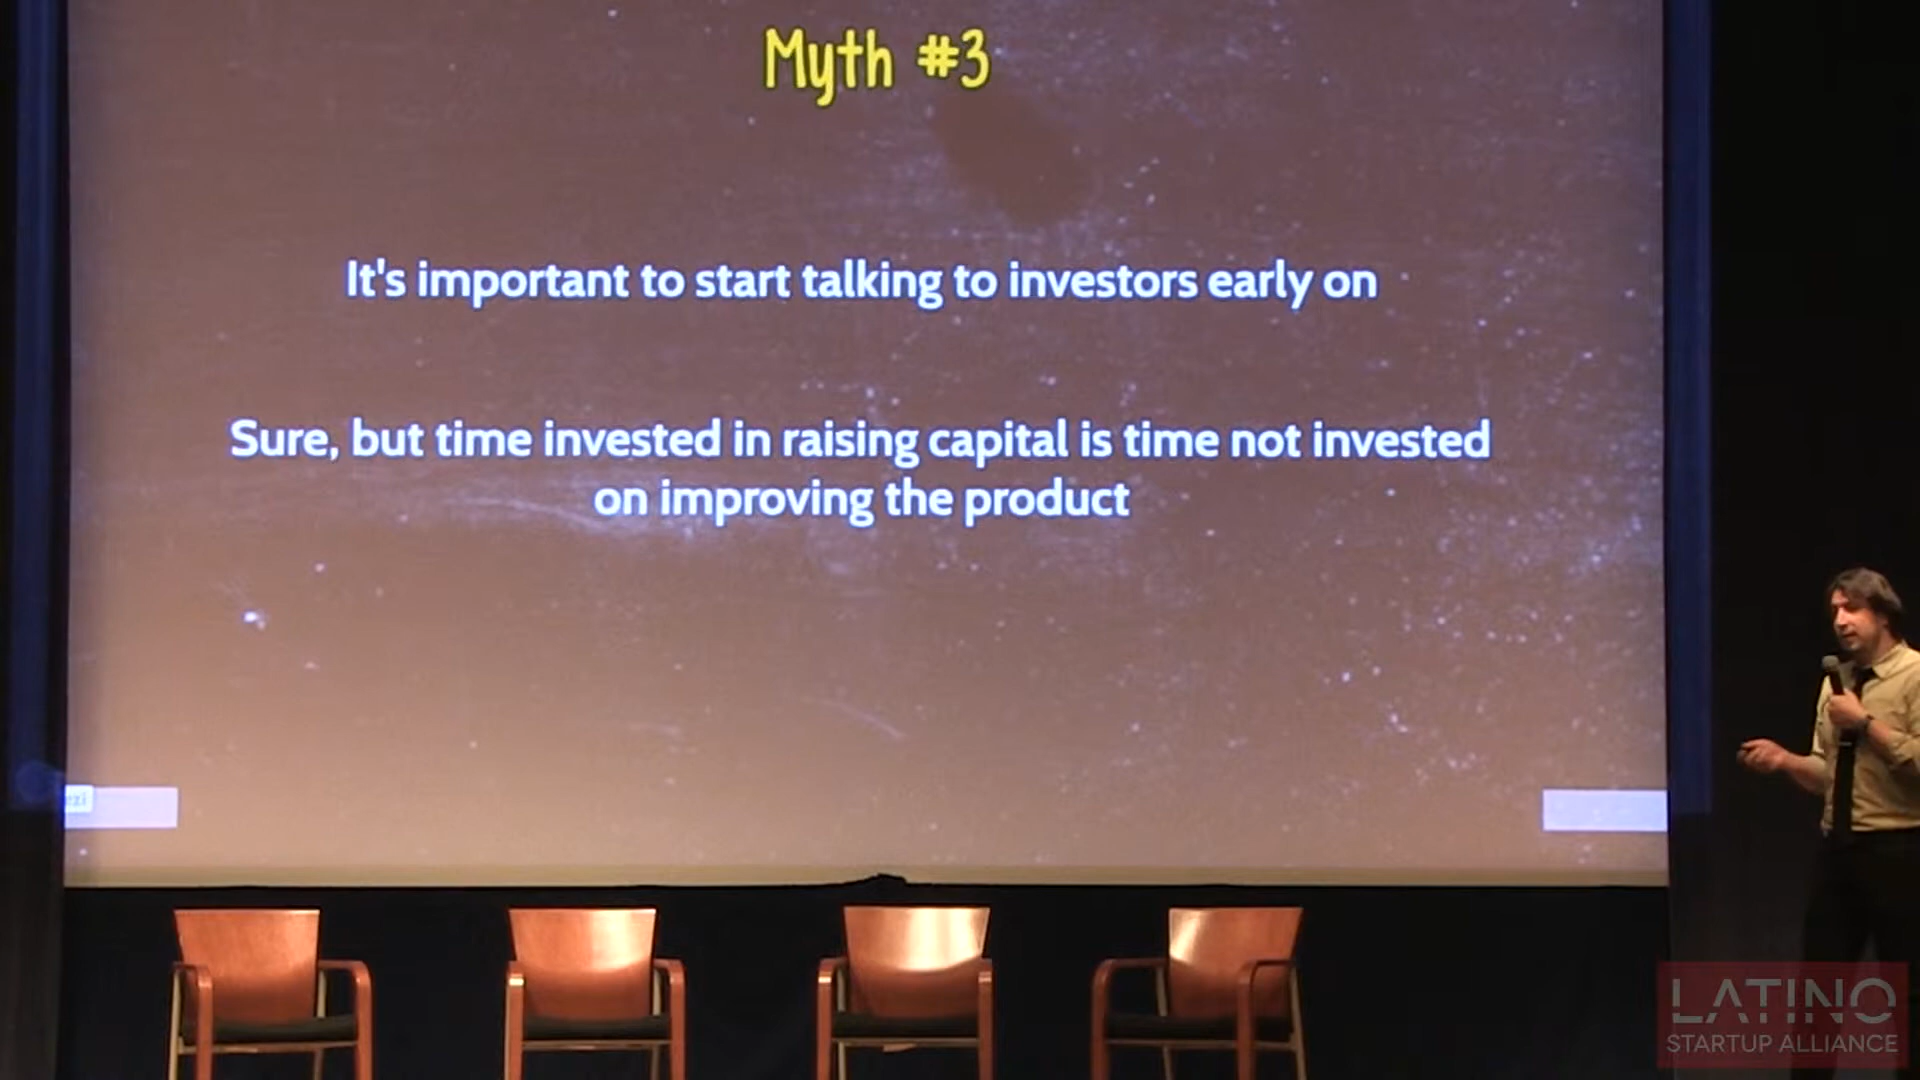 Myth #3
It's important to start talking to investors early on
Sure, but time invested in raising capital is time not invested
on improving the product
LATINO
STARTUP ALLIANCE